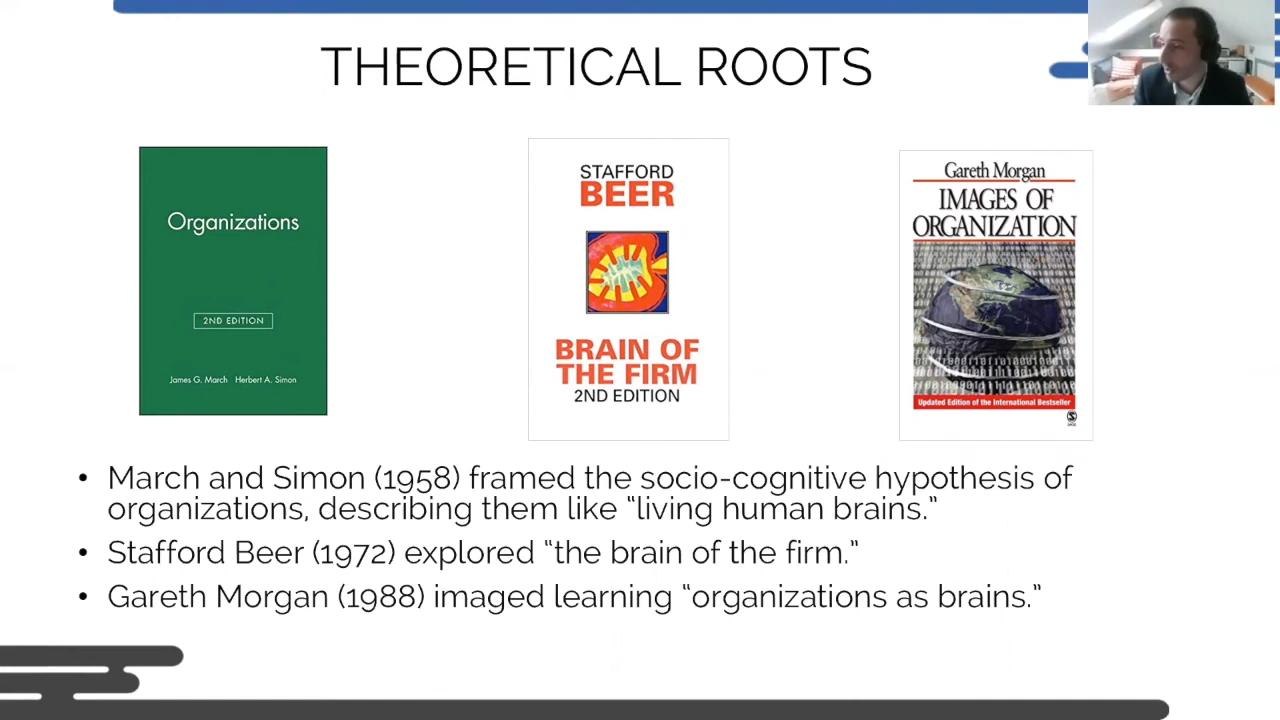 THEORETICAL ROOTS
Organizations
2ND EDITION
James G. March Herbert A. Simon
STAFFORD
BEER
BRAIN OF
THE FIRM
2ND EDITION
Gareth Morgan
IMAGES OF
ORGANIZATION
Updated Edition of the International Bestseller
• March and Simon (1958) framed the socio-cognitive hypothesis of
organizations, describing them like “living human brains.”
• Stafford Beer (1972) explored “the brain of the firm.”
• Gareth Morgan (1988) imaged learning “organizations as brains.”